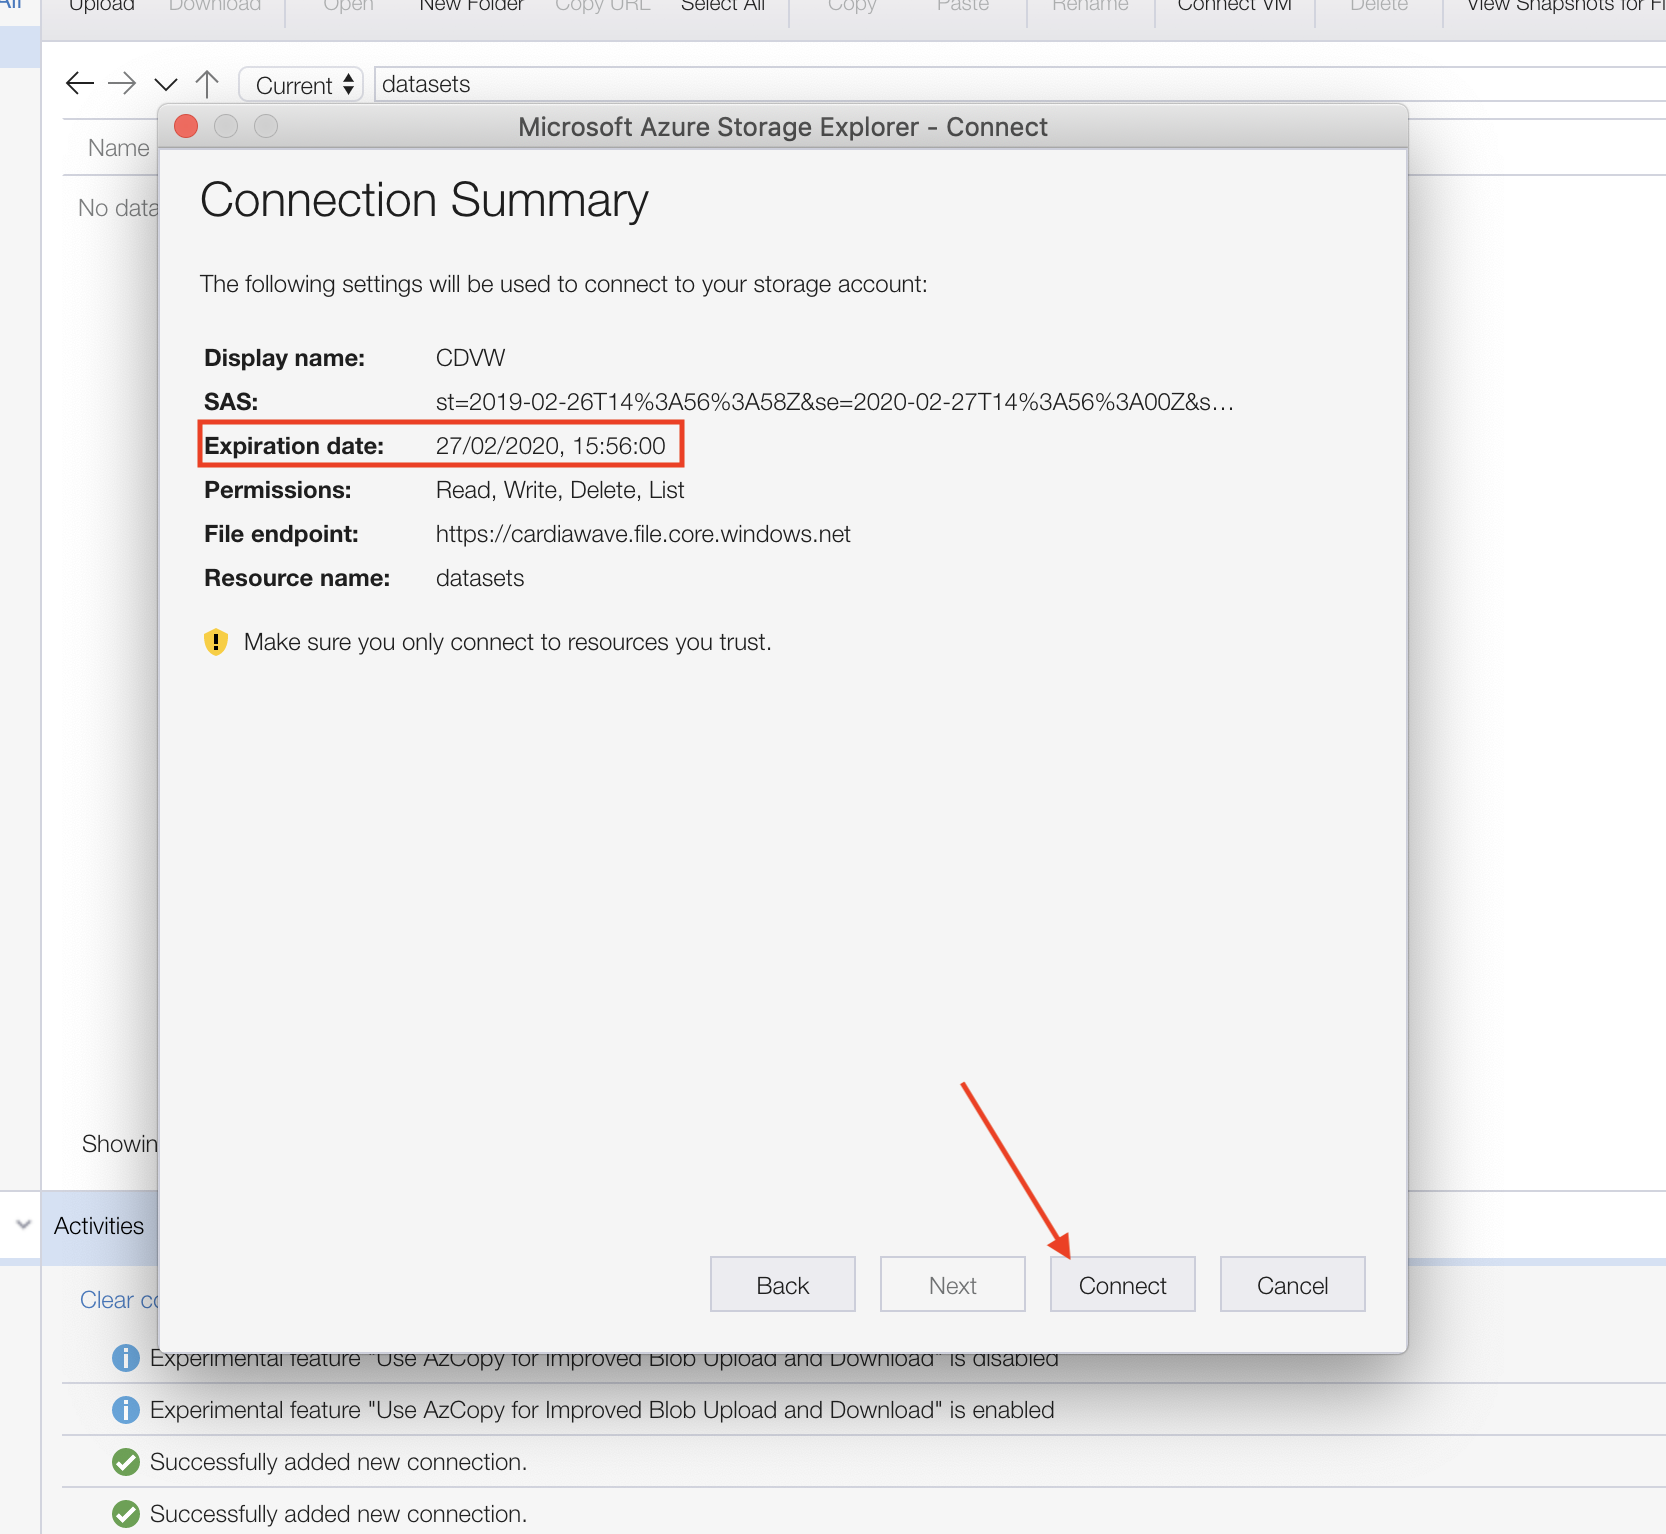 All Upload Download Open New Folder Copy URL Select All Copy Paste Rename Connect VM Delete View Snapshots for Fi
Current datasets
Microsoft Azure Storage Explorer - Connect
Name
No data
Connection Summary
The following settings will be used to connect to your storage account:
Display name: CDVW
SAS: st=2019-02-26T14%3A56%3A58Z&se=2020-02-27T14%3A56%3A00Z&s...
Expiration date: 27/02/2020, 15:56:00
Permissions: Read, Write, Delete, List
File endpoint: https://cardiawave.file.core.windows.net
Resource name: datasets
Make sure you only connect to resources you trust.
Showin
Activities
Back Next Connect Cancel
Clear co
Experimental feature "Use AzCopy for Improved Blob Upload and Download" is disabled
Experimental feature "Use AzCopy for Improved Blob Upload and Download" is enabled
Successfully added new connection.
Successfully added new connection.